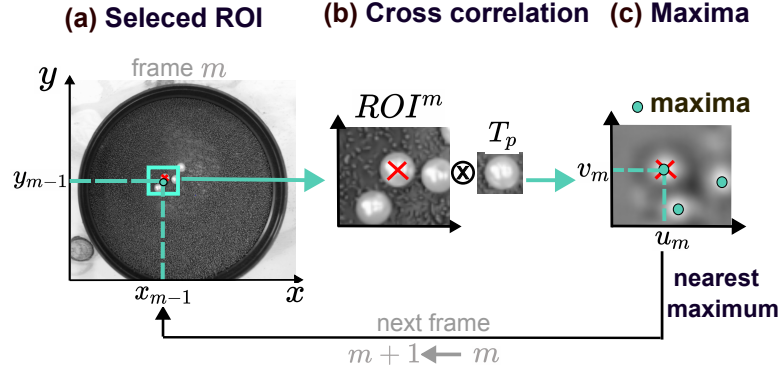 (a) Seleced ROI
(b) Cross correlation
(c) Maxima
frame m
y
ROI^m
T_p
maxima
y_{m-1}
⊗
v_m
x_{m-1}
x
u_m
nearest
maximum
next frame
m + 1 ← m